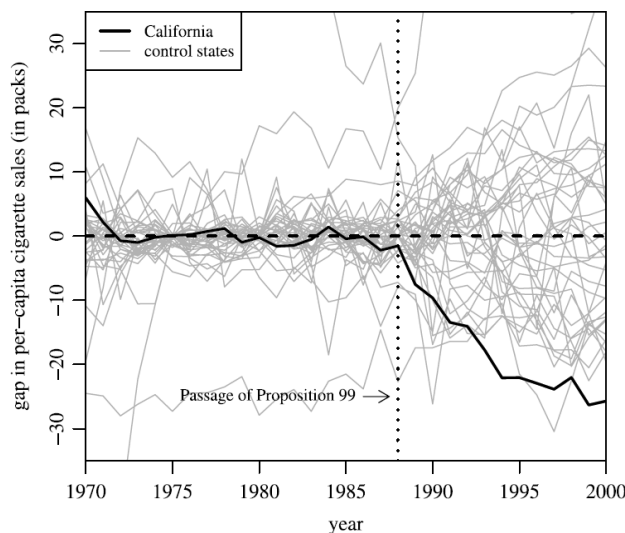 California
control states
gap in per−capita cigarette sales (in packs)
30
20
10
0
−10
−20
−30
Passage of Proposition 99
1970
1975
1980
1985
1990
1995
2000
year